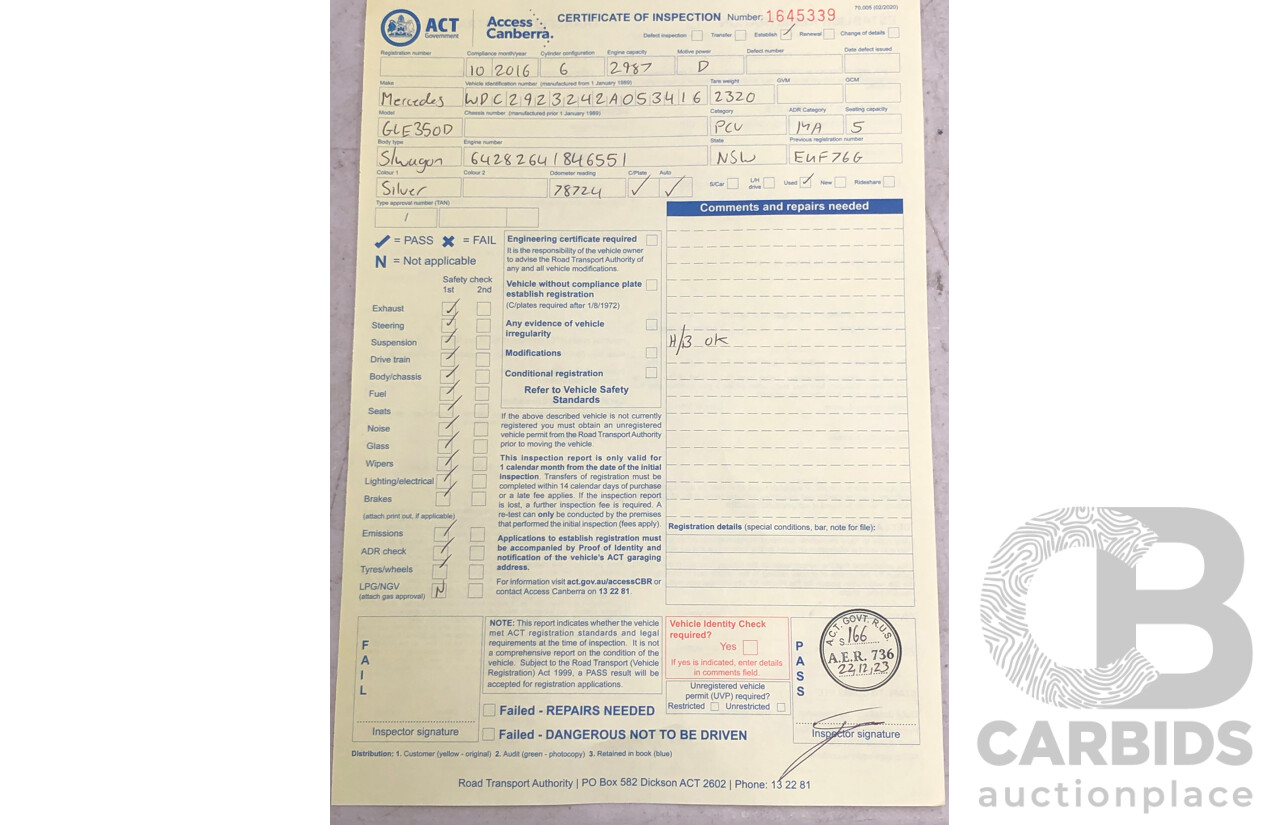 70.006 (02/2020)
ACT Government
Access Canberra.
CERTIFICATE OF INSPECTION Number: 1645339
Defect inspection Transfer Establish ✓ Renewal Change of details
Registration number Compliance month/year Cylinder configuration Engine capacity Motive power Defect number Date defect issued
10 2016 6 2987 D
Make Vehicle identification number (manufactured from 1 January 1989) Tare weight GVM GCM
Mercedes WDC2923242A053416 2320
Model Chassis number (manufactured prior 1 January 1989) Category ADR Category Seating capacity
GLE350D PCV MA 5
Body type Engine number State Previous registration number
S/wagon 64282641846551 NSW EUF76G
Colour 1 Colour 2 Odometer reading C/Plate Auto
S/Car L/H drive Used ✓ New Rideshare
Silver 78724 ✓ ✓
Type approval number (TAN)
/
Comments and repairs needed
✓ = PASS ✖ = FAIL
N = Not applicable
Safety check
1st 2nd
Exhaust ✓
Steering ✓
Suspension ✓
Drive train ✓
Body/chassis ✓
Fuel ✓
Seats ✓
Noise ✓
Glass ✓
Wipers ✓
Lighting/electrical ✓
Brakes ✓
(attach print out, if applicable)
Emissions ✓
ADR check ✓
Tyres/wheels ✓
LPG/NGV N
(attach gas approval)
Engineering certificate required
It is the responsibility of the vehicle owner
to advise the Road Transport Authority of
any and all vehicle modifications.
Vehicle without compliance plate
establish registration
(C/plates required after 1/8/1972)
Any evidence of vehicle
irregularity
Modifications
Conditional registration
Refer to Vehicle Safety
Standards
If the above described vehicle is not currently
registered you must obtain an unregistered
vehicle permit from the Road Transport Authority
prior to moving the vehicle.
This inspection report is only valid for
1 calendar month from the date of the initial
inspection. Transfers of registration must be
completed within 14 calendar days of purchase
or a late fee applies. If the inspection report
is lost, a further inspection fee is required. A
re-test can only be conducted by the premises
that performed the initial inspection (fees apply).
Applications to establish registration must
be accompanied by Proof of Identity and
notification of the vehicle's ACT garaging
address.
For information visit act.gov.au/accessCBR or
contact Access Canberra on 13 22 81.
H/B OK
Registration details (special conditions, bar, note for file):
FAIL
Inspector signature
NOTE: This report indicates whether the vehicle
met ACT registration standards and legal
requirements at the time of inspection. It is not
a comprehensive report on the condition of the
vehicle. Subject to the Road Transport (Vehicle
Registration) Act 1999, a PASS result will be
accepted for registration applications.
Failed - REPAIRS NEEDED
Failed - DANGEROUS NOT TO BE DRIVEN
Vehicle Identity Check
required?
Yes
If yes is indicated, enter details
in comments field.
Unregistered vehicle
permit (UVP) required?
Restricted Unrestricted
PASS
A.C.T. GOVT. R.U.S.
S 166
A.E.R. 736
22,12,23
Inspector signature
Distribution: 1. Customer (yellow - original) 2. Audit (green - photocopy) 3. Retained in book (blue)
Road Transport Authority | PO Box 582 Dickson ACT 2602 | Phone: 13 22 81
CB
CARBIDS
auctionplace